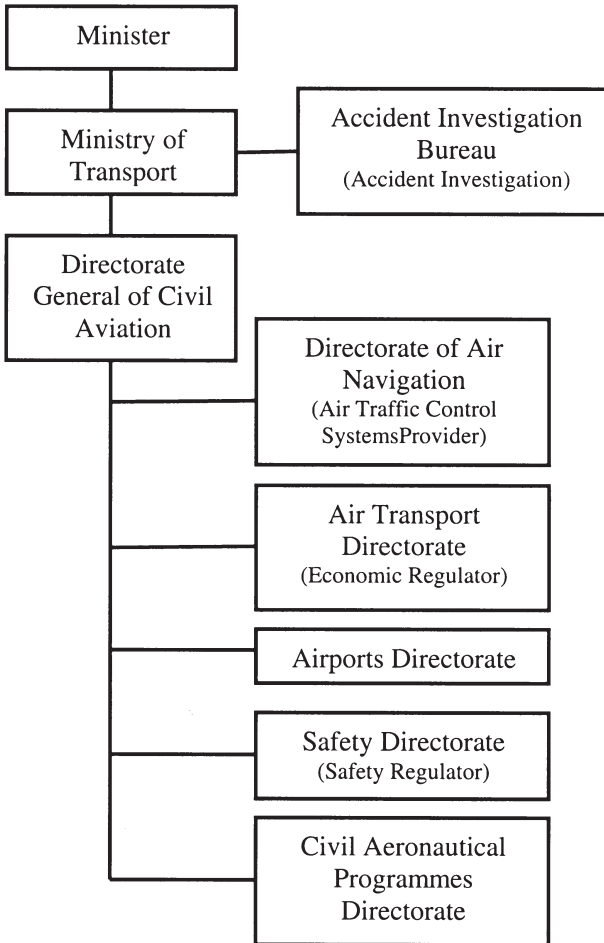 Minister
Ministry of
Transport
Accident Investigation
Bureau
(Accident Investigation)
Directorate
General of Civil
Aviation
Directorate of Air
Navigation
(Air Traffic Control
SystemsProvider)
Air Transport
Directorate
(Economic Regulator)
Airports Directorate
Safety Directorate
(Safety Regulator)
Civil Aeronautical
Programmes
Directorate